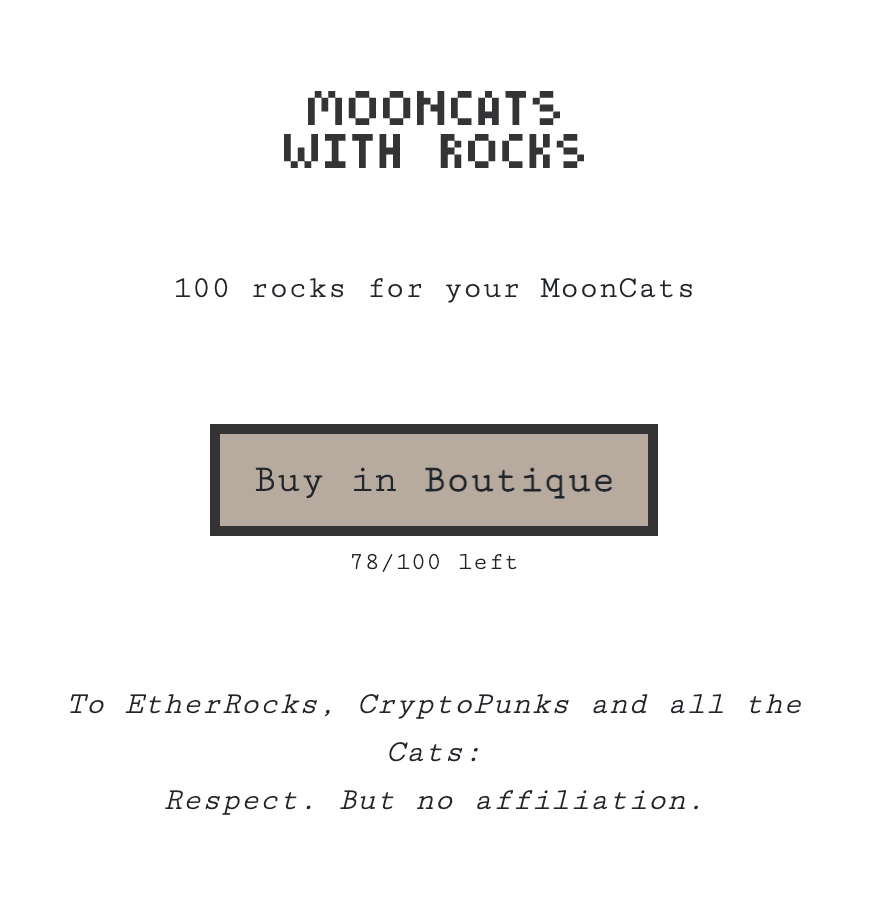 MOONCATS
WITH ROCKS
100 rocks for your MoonCats
Buy in Boutique
78/100 left
To EtherRocks, CryptoPunks and all the
Cats:
Respect. But no affiliation.